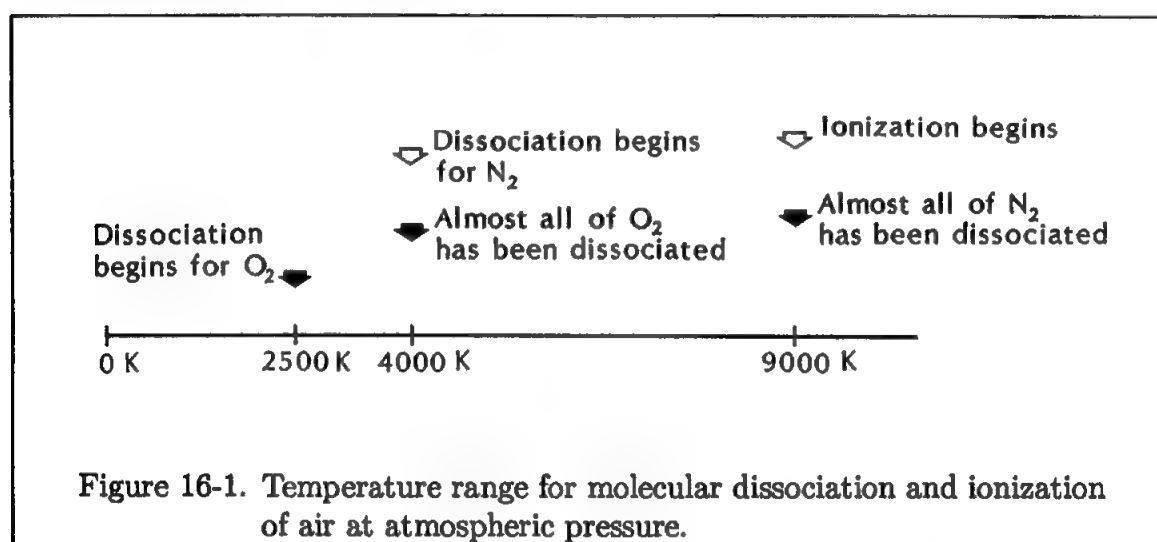 Dissociation begins
for N₂
Ionization begins
Almost all of O₂
has been dissociated
Almost all of N₂
has been dissociated
Dissociation
begins for O₂
0 K 2500 K 4000 K 9000 K
Figure 16-1. Temperature range for molecular dissociation and ionization
of air at atmospheric pressure.